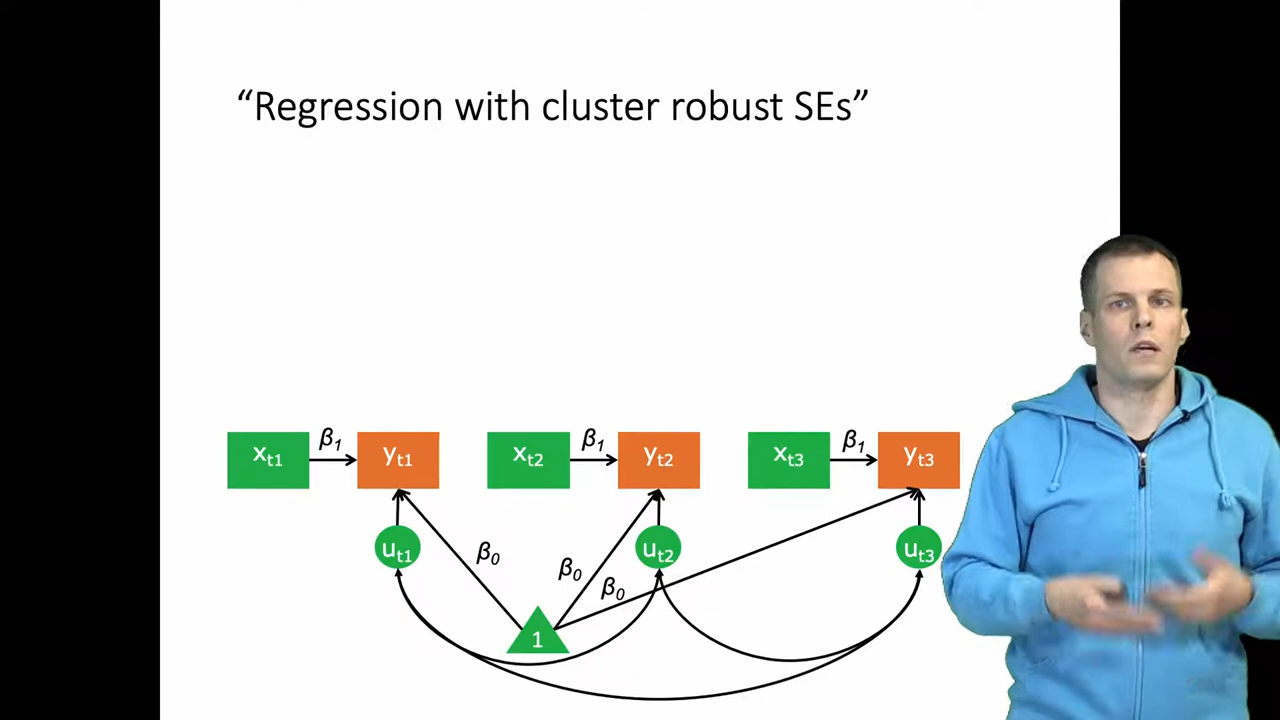 “Regression with cluster robust SEs”
xt1 β1 yt1 xt2 β1 yt2 xt3 β1 yt3
ut1 β0 β0 ut2 ut3
β0
1